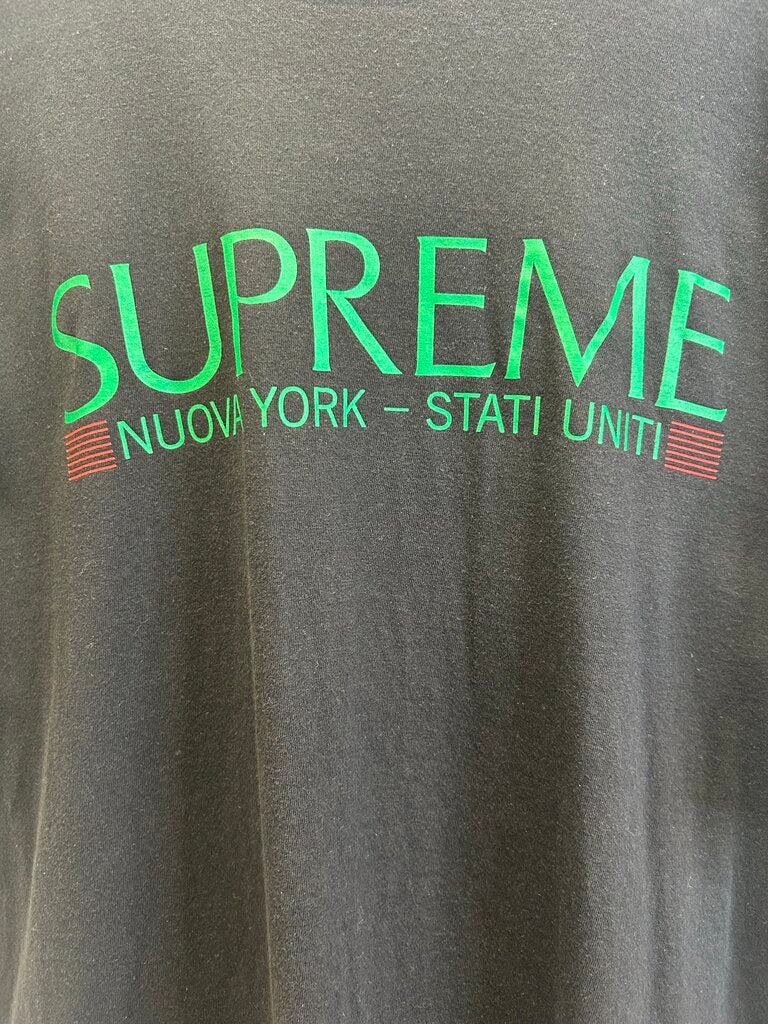 SUPREME
NUOVA YORK – STATI UNITI